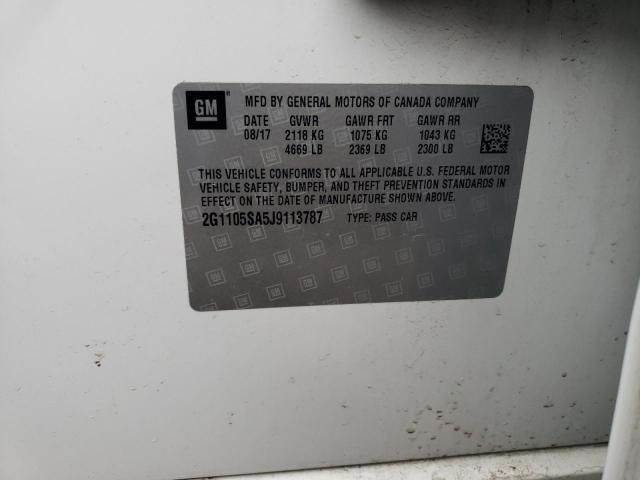 GM
MFD BY GENERAL MOTORS OF CANADA COMPANY
DATE GVWR GAWR FRT GAWR RR
08/17 2118 KG 1075 KG 1043 KG
4669 LB 2369 LB 2300 LB
THIS VEHICLE CONFORMS TO ALL APPLICABLE U.S. FEDERAL MOTOR
VEHICLE SAFETY, BUMPER, AND THEFT PREVENTION STANDARDS IN
EFFECT ON THE DATE OF MANUFACTURE SHOWN ABOVE.
2G1105SA5J9113787 TYPE: PASS CAR